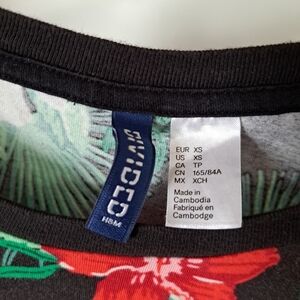 DIVIDED
H&M
EUR XS
US XS
CA TP
CN 165/84A
MX XCH
Made in
Cambodia
Fabriqué en
Cambodge